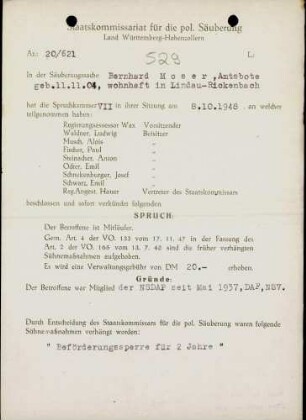 Staatskommissariat für die pol. Säuberung
Land Württemberg-Hohenzollern
Az: 20/621
529
L:
In der Säuberungssache Bernhard Moser, Amtsbote
geb. 11.11.04, wohnhaft in Lindau-Rickenbach
hat die Spruchkammer VII in ihrer Sitzung am 8.10.1948 an welcher
teilgenommen haben:
Regierungsassessor Wax Vorsitzender
Waldner, Ludwig Beisitzer
Musch, Alois
Fischer, Paul
Steinacher, Anton
Odler, Emil
Schreckenburger, Josef
Schwarz, Emil
Reg.Angest. Hauer Vertreter des Staatskommissars
beschlossen und sofort verkündet folgenden
SPRUCH:
Der Betroffene ist Mitläufer.
Gem. Art. 4 der VO. 133 vom 17. 11. 47 in der Fassung des
Art. 2 der VO. 165 vom 13. 7. 48 sind die früher verhängten
Sühnemaßnahmen aufgehoben.
Es wird eine Verwaltungsgebühr von DM 20.- erhoben.
Gründe:
Der Betroffene war Mitglied der NSDAP seit Mai 1937, DAF, NSV.
Durch Entscheidung des Staatskommissars für die pol. Säuberung waren folgende
Sühnemaßnahmen verhängt worden:
" Beförderungssperre für 2 Jahre "